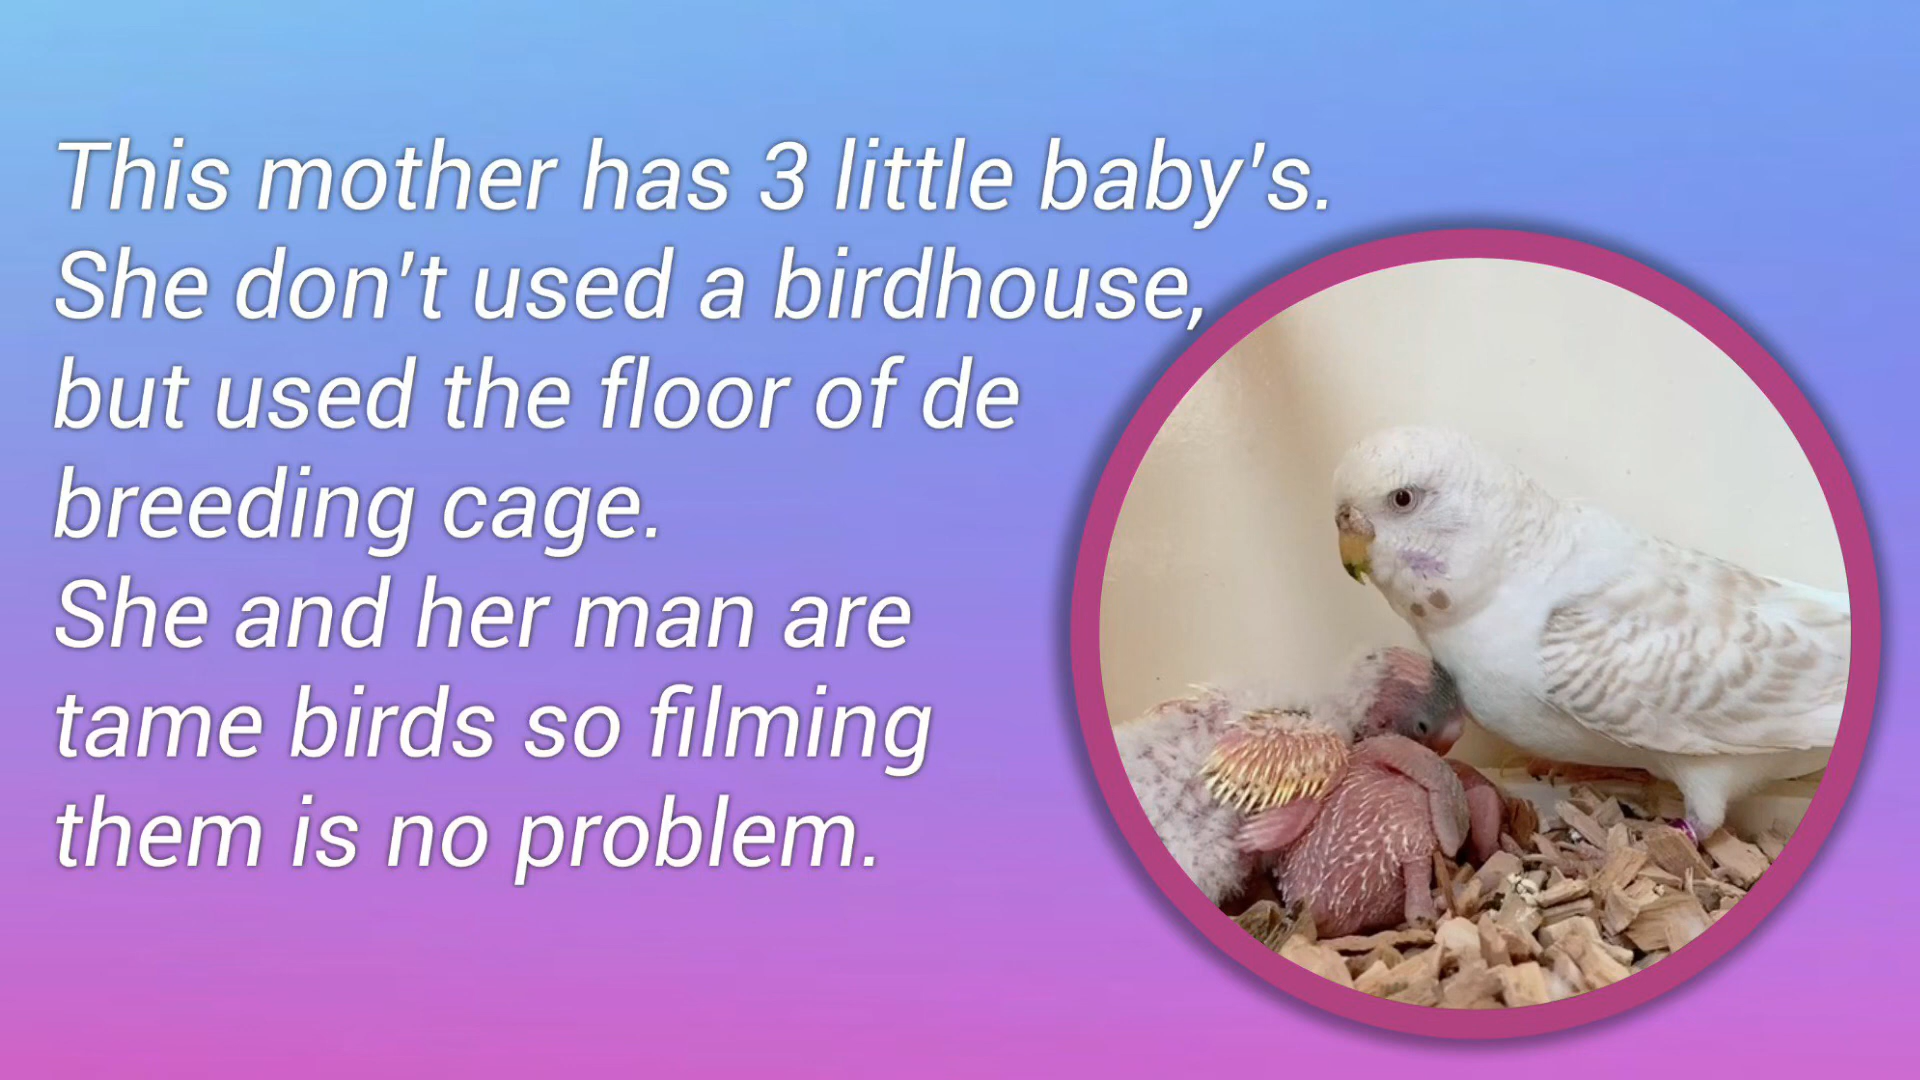 This mother has 3 little baby's.
She don't used a birdhouse,
but used the floor of de
breeding cage.
She and her man are
tame birds so filming
them is no problem.